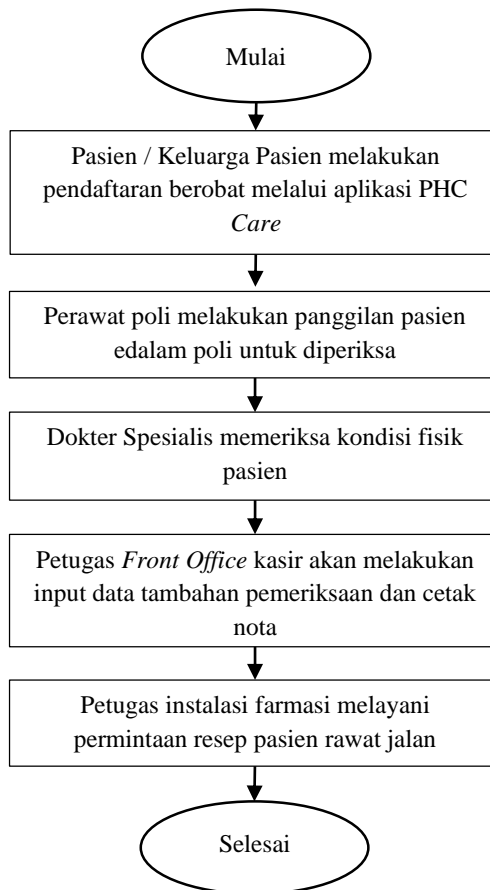 Mulai
Pasien / Keluarga Pasien melakukan
pendaftaran berobat melalui aplikasi PHC
Care
Perawat poli melakukan panggilan pasien
edalam poli untuk diperiksa
Dokter Spesialis memeriksa kondisi fisik
pasien
Petugas Front Office kasir akan melakukan
input data tambahan pemeriksaan dan cetak
nota
Petugas instalasi farmasi melayani
permintaan resep pasien rawat jalan
Selesai